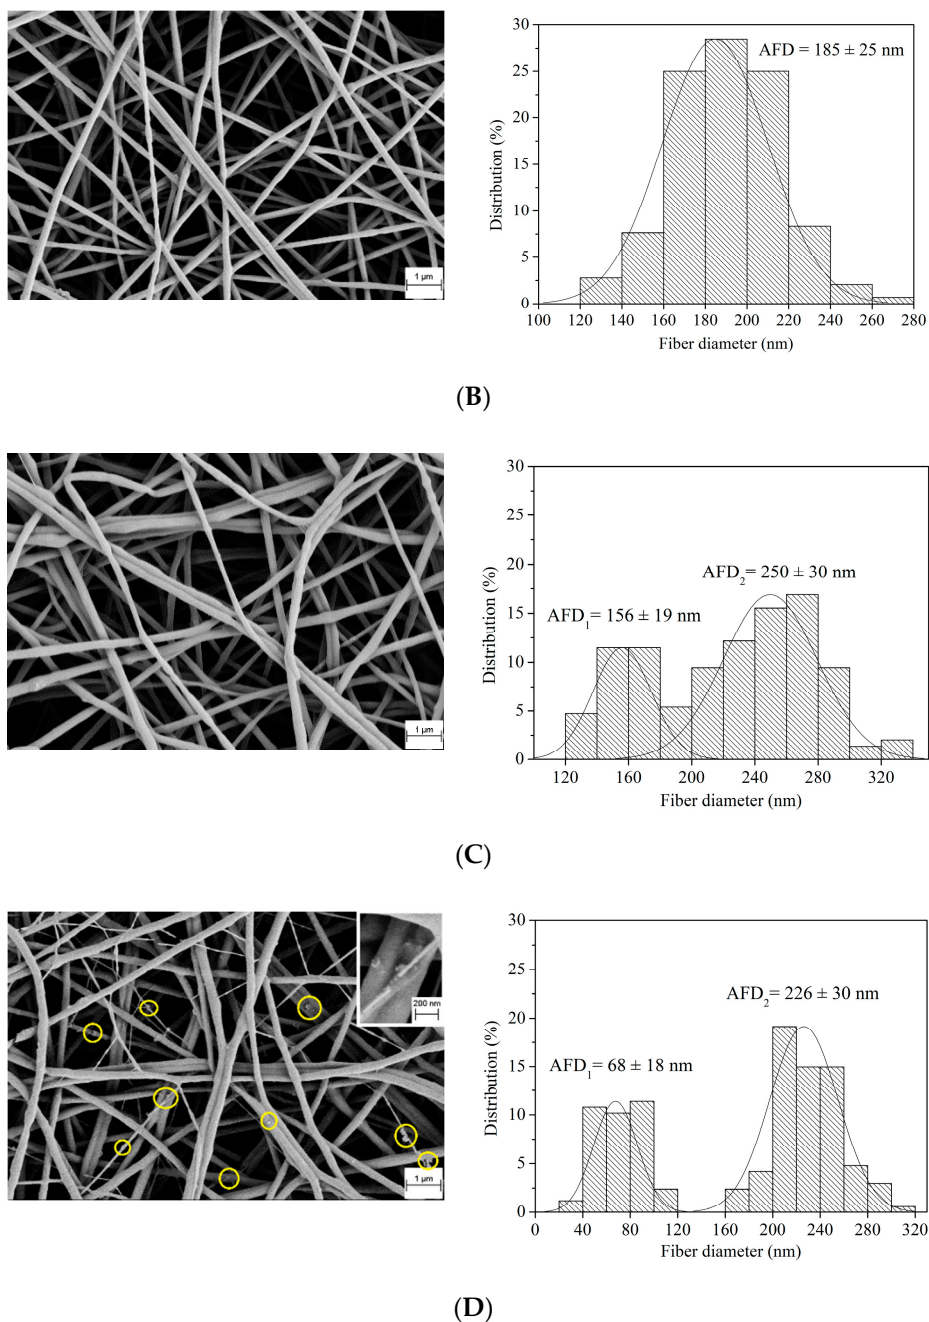 1 µm
30
25
20
15
10
5
0
Distribution (%)
AFD = 185 ± 25 nm
100 120 140 160 180 200 220 240 260 280
Fiber diameter (nm)
(B)
1 µm
30
25
20
15
10
5
0
Distribution (%)
AFD1 = 156 ± 19 nm
AFD2 = 250 ± 30 nm
120 160 200 240 280 320
Fiber diameter (nm)
(C)
200 nm
1 µm
30
25
20
15
10
5
0
Distribution (%)
AFD1 = 68 ± 18 nm
AFD2 = 226 ± 30 nm
0 40 80 120 160 200 240 280 320
Fiber diameter (nm)
(D)